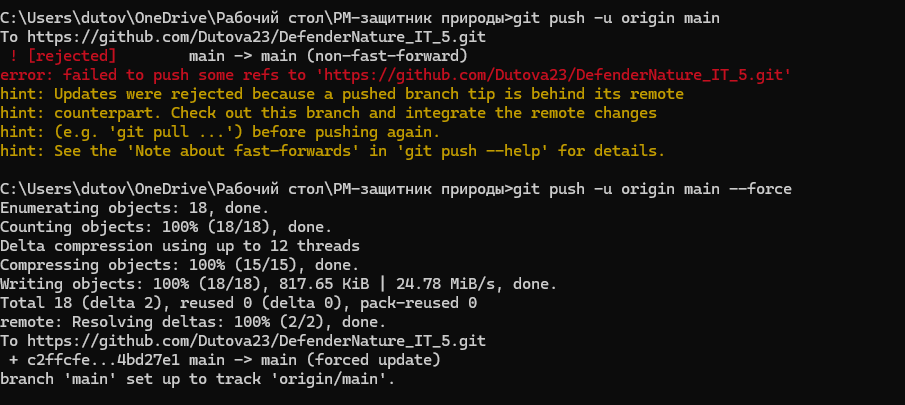 C:\Users\dutov\OneDrive\Рабочий стол\РМ-защитник природы>git push -u origin main
To https://github.com/Dutova23/DefenderNature_IT_5.git
 ! [rejected]        main -> main (non-fast-forward)
error: failed to push some refs to 'https://github.com/Dutova23/DefenderNature_IT_5.git'
hint: Updates were rejected because a pushed branch tip is behind its remote
hint: counterpart. Check out this branch and integrate the remote changes
hint: (e.g. 'git pull ...') before pushing again.
hint: See the 'Note about fast-forwards' in 'git push --help' for details.

C:\Users\dutov\OneDrive\Рабочий стол\РМ-защитник природы>git push -u origin main --force
Enumerating objects: 18, done.
Counting objects: 100% (18/18), done.
Delta compression using up to 12 threads
Compressing objects: 100% (15/15), done.
Writing objects: 100% (18/18), 817.65 KiB | 24.78 MiB/s, done.
Total 18 (delta 2), reused 0 (delta 0), pack-reused 0
remote: Resolving deltas: 100% (2/2), done.
To https://github.com/Dutova23/DefenderNature_IT_5.git
 + c2ffcfe...4bd27e1 main -> main (forced update)
branch 'main' set up to track 'origin/main'.